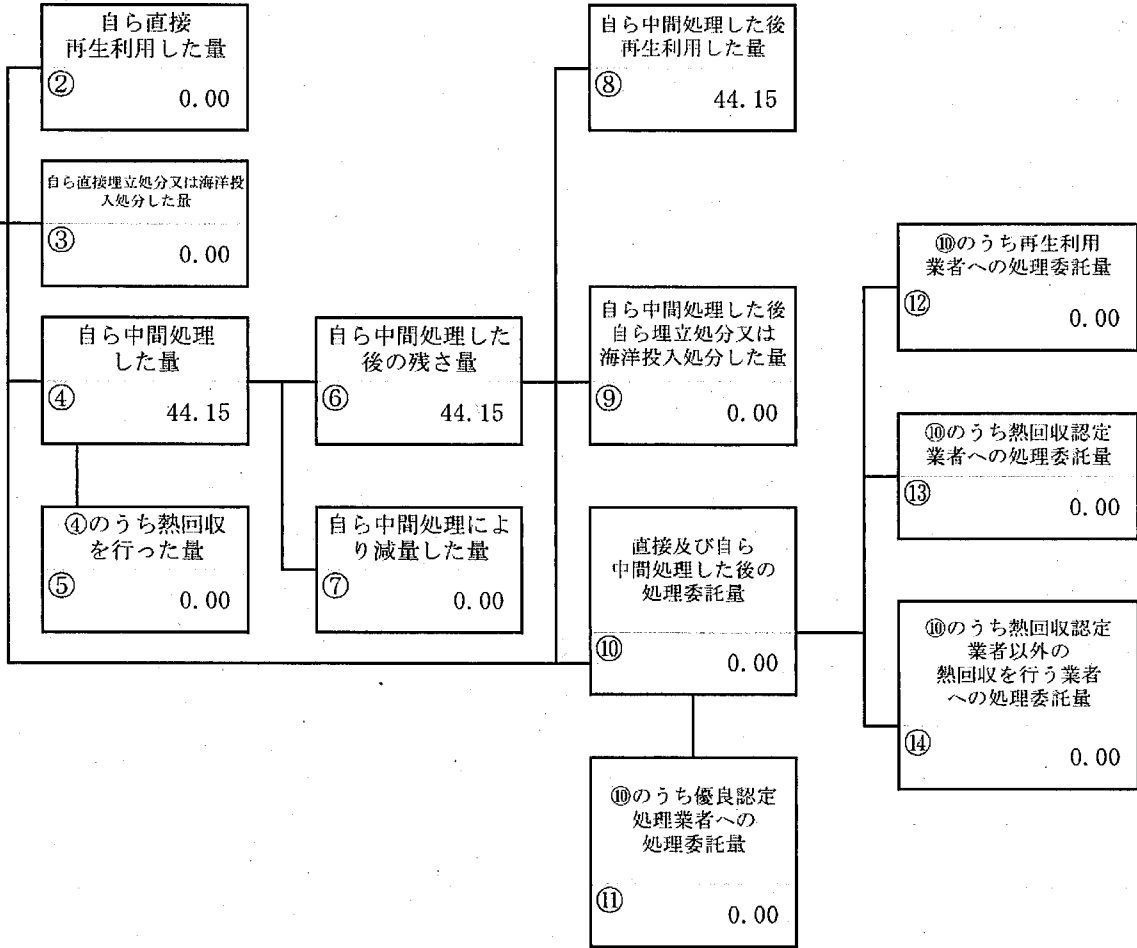 自ら直接
再生利用した量
②
0.00
自ら直接埋立処分又は海洋投
入処分した量
③
0.00
自ら中間処理
した量
④
44.15
④のうち熱回収
を行った量
⑤
0.00
自ら中間処理した
後の残さ量
⑥
44.15
自ら中間処理によ
り減量した量
⑦
0.00
自ら中間処理した後
再生利用した量
⑧
44.15
自ら中間処理した後
自ら埋立処分又は
海洋投入処分した量
⑨
0.00
直接及び自ら
中間処理した後の
処理委託量
⑩
0.00
⑩のうち優良認定
処理業者への
処理委託量
⑪
0.00
⑩のうち再生利用
業者への処理委託量
⑫
0.00
⑩のうち熱回収認定
業者への処理委託量
⑬
0.00
⑩のうち熱回収認定
業者以外の
熱回収を行う業者
への処理委託量
⑭
0.00